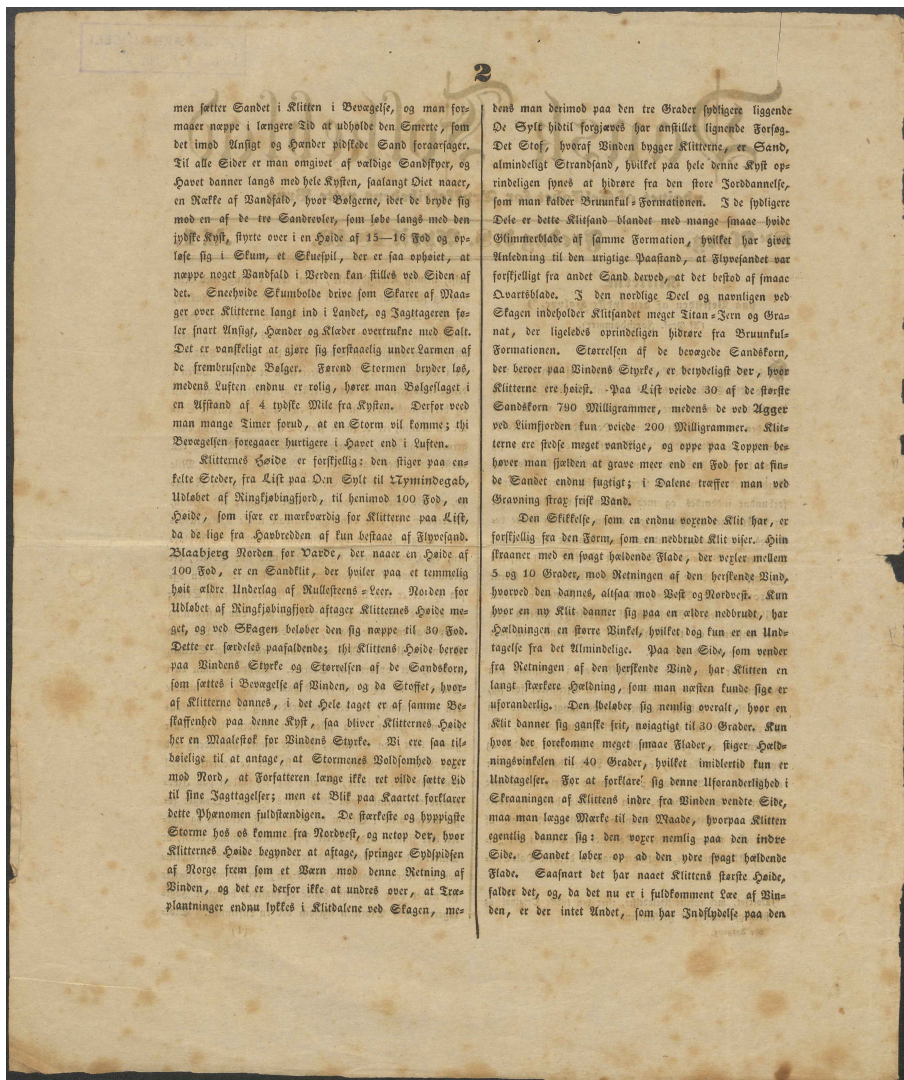 2
men sætter Sandet i Klitten i Bevægelse, og man for-
maaer næppe i længere Tid at udholde den Smerte, som
det imod Ansigt og Hænder pidskede Sand foraarsager.
Til alle Sider er man omgivet af vældige Sandskyer, og
Havet danner langs med hele Kysten, saalangt Øiet naaer,
en Række af Vandfald, hvor Bølgerne, idet de bryde sig
mod en af de tre Sandrevler, som løbe langs med den
jydske Kyst, styrte over i en Høide af 15—16 Fod og op-
løse sig i Skum, et Skuespil, der er saa ophøiet, at
næppe noget Vandfald i Verden kan stilles ved Siden af
det. Sneehvide Skumbolde drive som Skarer af Maa-
ger over Klitterne langt ind i Landet, og Jagttageren fø-
ler snart Ansigt, Hænder og Klæder overtrukne med Salt.
Det er vanskeligt at gjøre sig forstaaelig under Larmen af
de frembrusende Bølger. Førend Stormen bryder løs,
medens Luften endnu er rolig, hører man Bølgeslaget i
en Afstand af 4 tydske Mile fra Kysten. Derfor veed
man mange Timer forud, at en Storm vil komme; thi
Bevægelsen foregaaer hurtigere i Havet end i Luften.
Klitternes Høide er forskjellig: den stiger paa en-
kelte Steder, fra List paa Øen Sylt til Nymindegab,
Udløbet af Ringkjøbingfjord, til henimod 100 Fod, en
Høide, som især er mærkværdig for Klitterne paa List,
da de lige fra Havbredden af kun bestaae af Flyvesand.
Blaabjerg Norden for Varde, der naaer en Høide af
100 Fod, er en Sandklit, der hviler paa et temmelig
høit ældre Underlag af Rullesteens-Leer. Norden for
Udløbet af Ringkjøbingfjord aftager Klitternes Høide me-
get, og ved Skagen beløber den sig næppe til 30 Fod.
Dette er særdeles paafaldende; thi Klittens Høide beroer
paa Vindens Styrke og Størrelsen af de Sandskorn,
som sættes i Bevægelse af Vinden, og da Stoffet, hvor-
af Klitterne dannes, i det Hele taget er af samme Be-
skaffenhed paa denne Kyst, saa bliver Klitternes Høide
her en Maalestok for Vindens Styrke. Vi ere saa til-
bøielige til at antage, at Stormenes Voldsomhed voxer
mod Nord, at Forfatteren længe ikke ret vilde sætte Lid
til sine Jagttagelser; men et Blik paa Kaartet forklarer
dette Phænomen fuldstændigen. De stærkeste og hyppigste
Storme hos os komme fra Nordvest, og netop der, hvor
Klitternes Høide begynder at aftage, springer Sydspidsen
af Norge frem som et Værn mod denne Retning af
Vinden, og det er derfor ikke at undres over, at Træ-
plantninger endnu lykkes i Klitdalene ved Skagen, me-
dens man derimod paa den tre Grader sydligere liggende
Øe Sylt hidtil forgjæves har anstillet lignende Forsøg.
Det Stof, hvoraf Vinden bygger Klitterne, er Sand,
almindeligt Strandsand, hvilket paa hele denne Kyst op-
rindeligen synes at hidrøre fra den store Jorddannelse,
som man kalder Bruunkul-Formationen. I de sydligere
Dele er dette Klitsand blandet med mange smaae hvide
Glimmerblade af samme Formation, hvilket har givet
Anledning til den urigtige Paastand, at Flyvesandet var
forskjelligt fra andet Sand derved, at det bestod af smaae
Qvartsblade. I den nordlige Deel og navnligen ved
Skagen indeholder Klitsandet meget Titan-Jern og Gra-
nat, der ligeledes oprindeligen hidrøre fra Bruunkul-
Formationen. Størrelsen af de bevægede Sandskorn,
der beroer paa Vindens Styrke, er betydeligst der, hvor
Klitterne ere høiest. Paa List veiede 30 af de største
Sandskorn 790 Milligrammer, medens de ved Agger
ved Liimfjorden kun veiede 200 Milligrammer. Klit-
terne ere stedse meget vandrige, og oppe paa Toppen be-
høver man sjælden at grave meer end en Fod for at fin-
de Sandet endnu fugtigt; i Dalene træffer man ved
Gravning strax frisk Vand.
Den Skikkelse, som en endnu voxende Klit har, er
forskjellig fra den Form, som en nedbrudt Klit viser. Hiin
skraaner med en svagt hældende Flade, der vexler mellem
5 og 10 Grader, mod Retningen af den herskende Vind,
hvorved den dannes, altsaa mod Vest og Nordvest. Kun
hvor en ny Klit danner sig paa en ældre nedbrudt, har
Hældningen en større Vinkel, hvilket dog kun er en Und-
tagelse fra det Almindelige. Paa den Side, som vender
fra Retningen af den herskende Vind, har Klitten en
langt stærkere Hældning, som man næsten kunde sige er
uforanderlig. Den beløber sig nemlig overalt, hvor en
Klit danner sig ganske frit, nøiagtigt til 30 Grader. Kun
hvor der forekomme meget smaae Flader, stiger Hæld-
ningsvinkelen til 40 Grader, hvilket imidlertid kun er
Undtagelser. For at forklare sig denne Uforanderlighed i
Skraaningen af Klittens indre fra Vinden vendte Side,
maa man lægge Mærke til den Maade, hvorpaa Klitten
egentlig danner sig: den voxer nemlig paa den indre
Side. Sandet løber op ad den ydre svagt hældende
Flade. Saasnart det har naaet Klittens største Høide,
falder det, og, da det nu er i fuldkomment Læe af Vin-
den, er der intet Andet, som har Indflydelse paa den